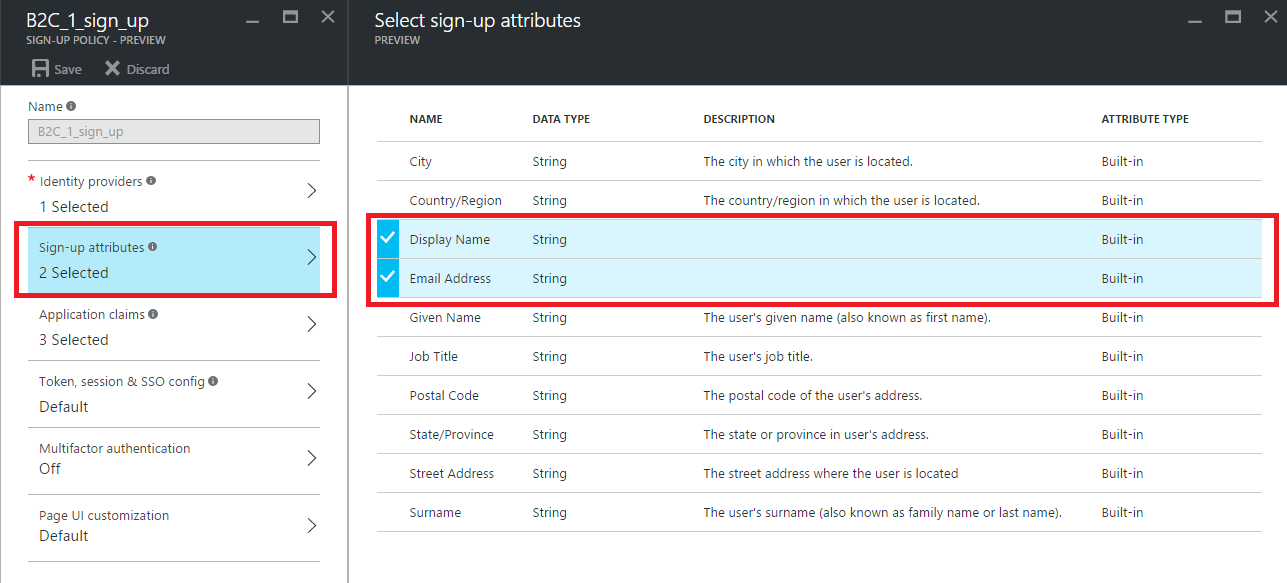 B2C_1_sign_up
SIGN-UP POLICY - PREVIEW
Save Discard
Name
B2C_1_sign_up
* Identity providers
1 Selected
Sign-up attributes
2 Selected
Application claims
3 Selected
Token, session & SSO config
Default
Multifactor authentication
Off
Page UI customization
Default
Select sign-up attributes
PREVIEW
NAME DATA TYPE DESCRIPTION ATTRIBUTE TYPE
City String The city in which the user is located. Built-in
Country/Region String The country/region in which the user is located. Built-in
Display Name String Built-in
Email Address String Built-in
Given Name String The user's given name (also known as first name). Built-in
Job Title String The user's job title. Built-in
Postal Code String The postal code of the user's address. Built-in
State/Province String The state or province in user's address. Built-in
Street Address String The street address where the user is located Built-in
Surname String The user's surname (also known as family name or last name). Built-in